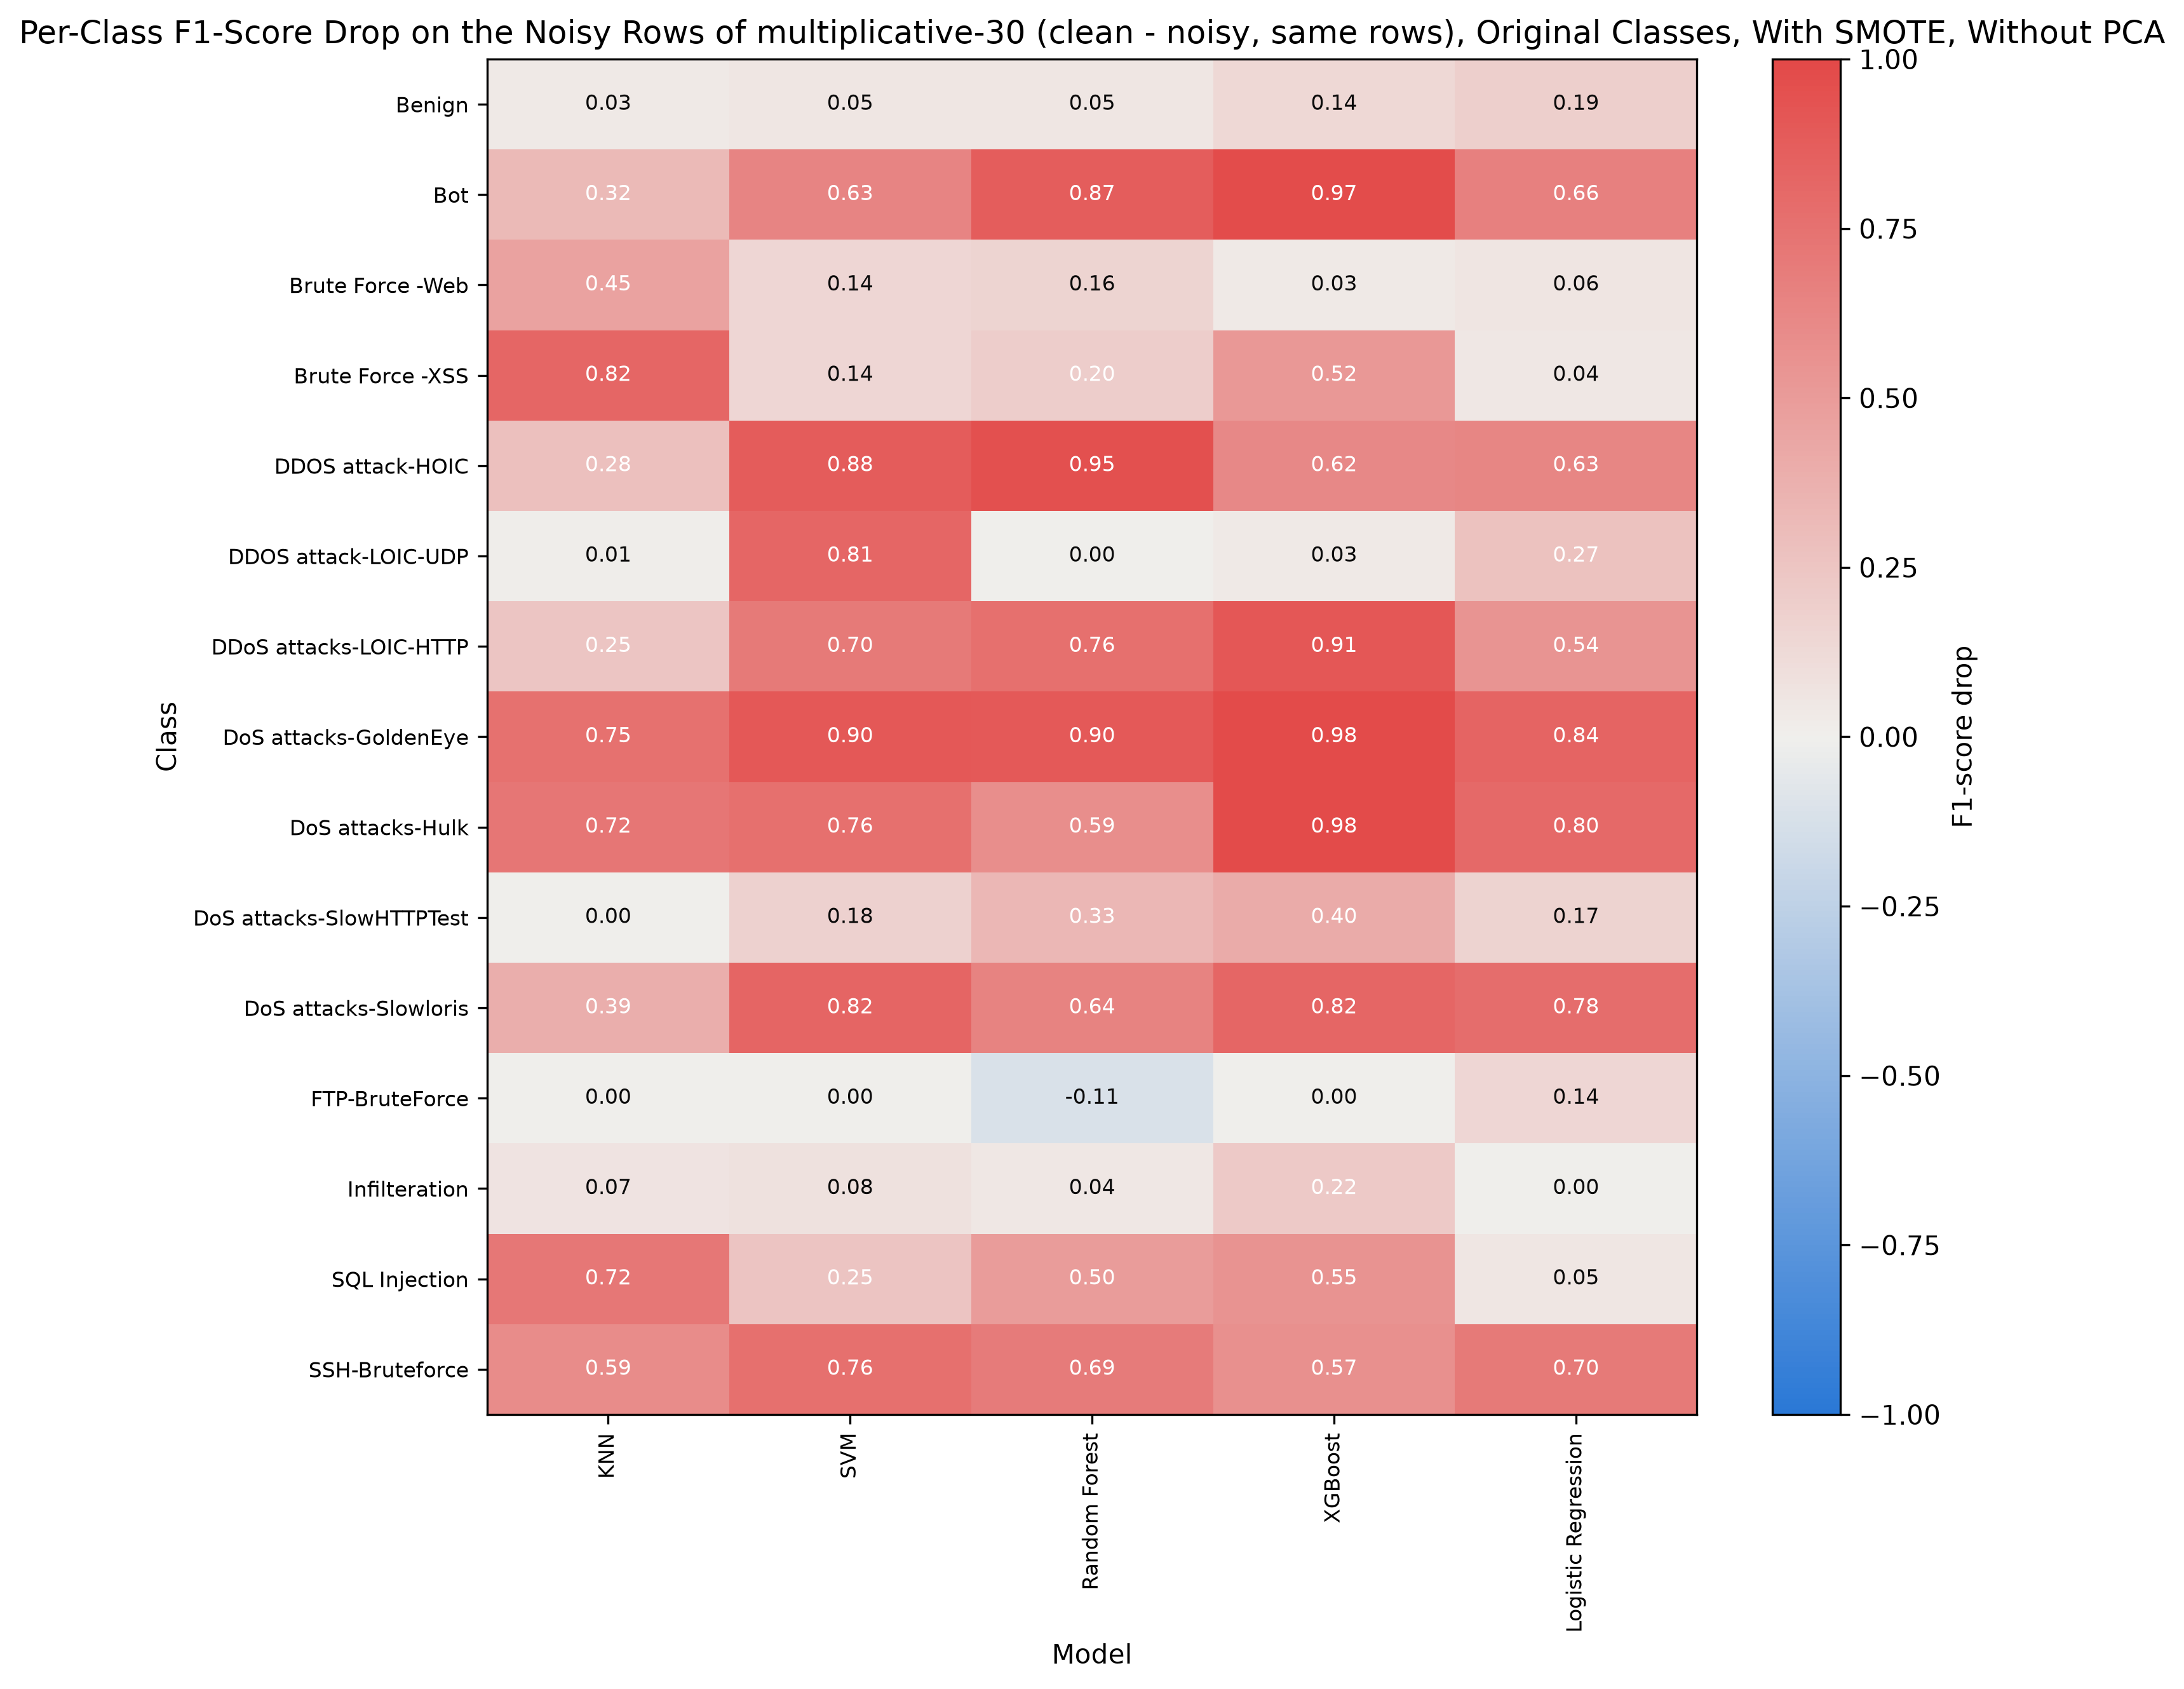 Per-Class F1-Score Drop on the Noisy Rows of multiplicative-30 (clean - noisy, same rows), Original Classes, With SMOTE, Without PCA
Benign 0.03 0.05 0.05 0.14 0.19
Bot 0.32 0.63 0.87 0.97 0.66
Brute Force -Web 0.45 0.14 0.16 0.03 0.06
Brute Force -XSS 0.82 0.14 0.20 0.52 0.04
DDOS attack-HOIC 0.28 0.88 0.95 0.62 0.63
DDOS attack-LOIC-UDP 0.01 0.81 0.00 0.03 0.27
DDoS attacks-LOIC-HTTP 0.25 0.70 0.76 0.91 0.54
DoS attacks-GoldenEye 0.75 0.90 0.90 0.98 0.84
DoS attacks-Hulk 0.72 0.76 0.59 0.98 0.80
DoS attacks-SlowHTTPTest 0.00 0.18 0.33 0.40 0.17
DoS attacks-Slowloris 0.39 0.82 0.64 0.82 0.78
FTP-BruteForce 0.00 0.00 -0.11 0.00 0.14
Infilteration 0.07 0.08 0.04 0.22 0.00
SQL Injection 0.72 0.25 0.50 0.55 0.05
SSH-Bruteforce 0.59 0.76 0.69 0.57 0.70
Class
KNN
SVM
Random Forest
XGBoost
Logistic Regression
Model
1.00
0.75
0.50
0.25
0.00
−0.25
−0.50
−0.75
−1.00
F1-score drop